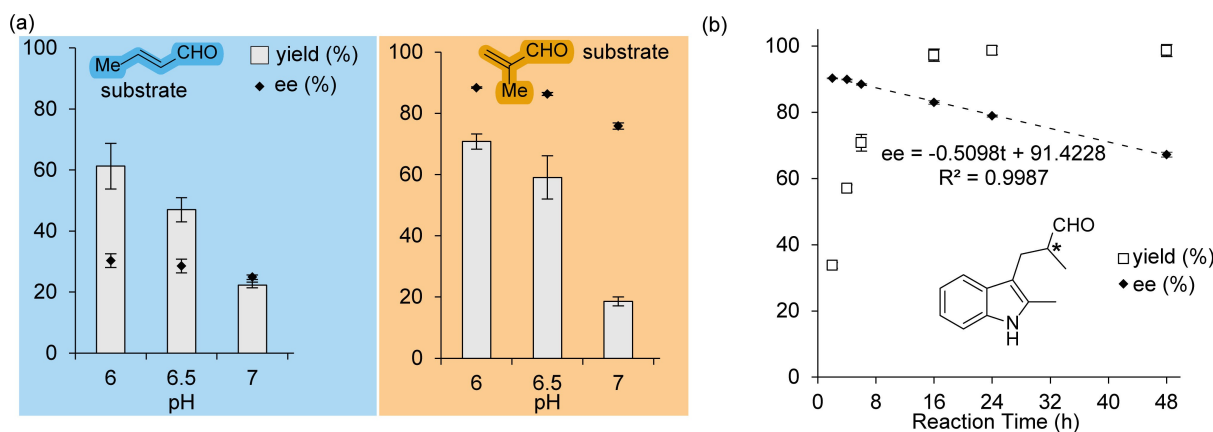 (a)
100
80
60
40
20
0
Me
CHO
substrate
yield (%)
ee (%)
6
6.5
7
pH
100
80
60
40
20
0
CHO
substrate
Me
6
6.5
7
pH
(b)
100
80
60
40
20
0
ee = -0.5098t + 91.4228
R² = 0.9987
CHO
*
N
H
yield (%)
ee (%)
0
8
16
24
32
40
48
Reaction Time (h)